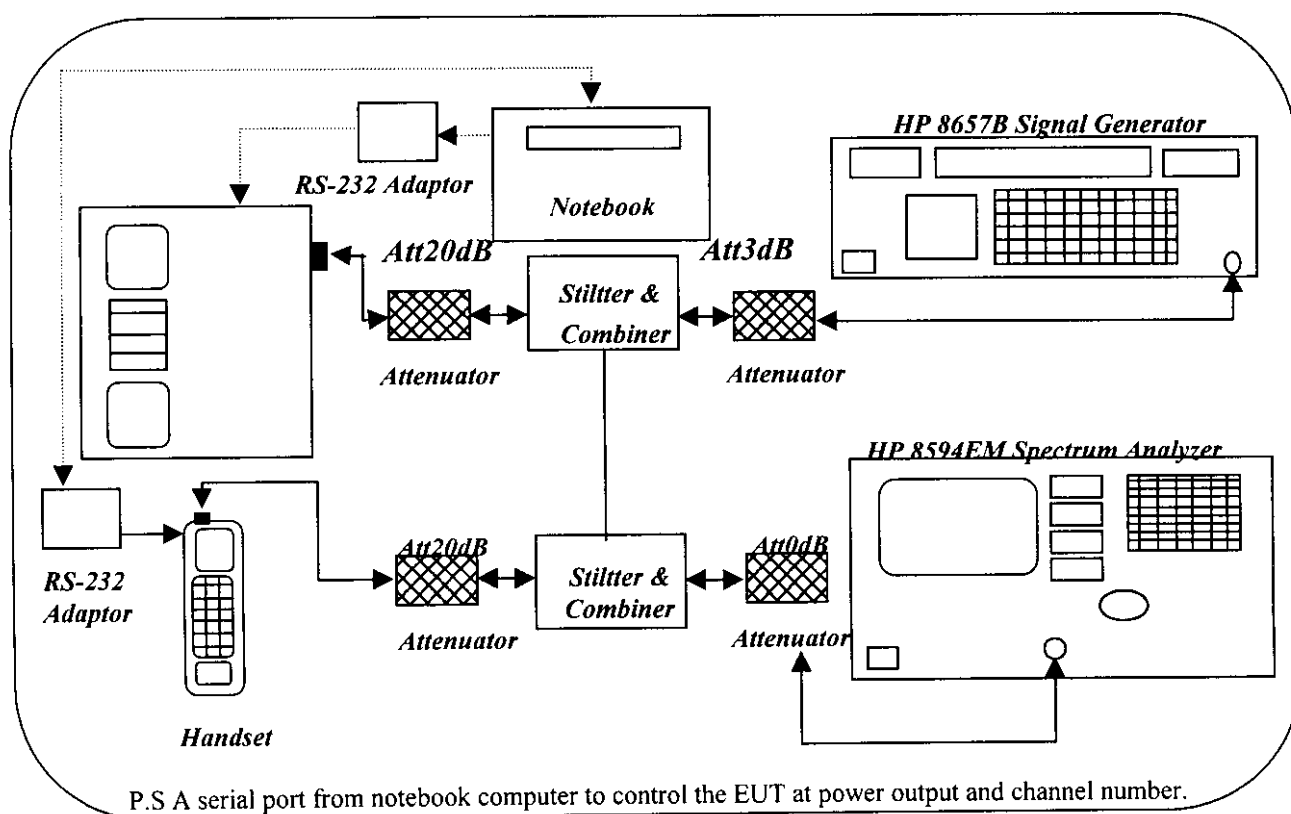 HP 8657B Signal Generator
RS-232 Adaptor
Notebook
Att20dB
Att3dB
Stiltter &
Combiner
Attenuator
Attenuator
HP 8594EM Spectrum Analyzer
Att20dB
Att0dB
Stiltter &
Combiner
RS-232
Adaptor
Attenuator
Attenuator
Handset
P.S A serial port from notebook computer to control the EUT at power output and channel number.